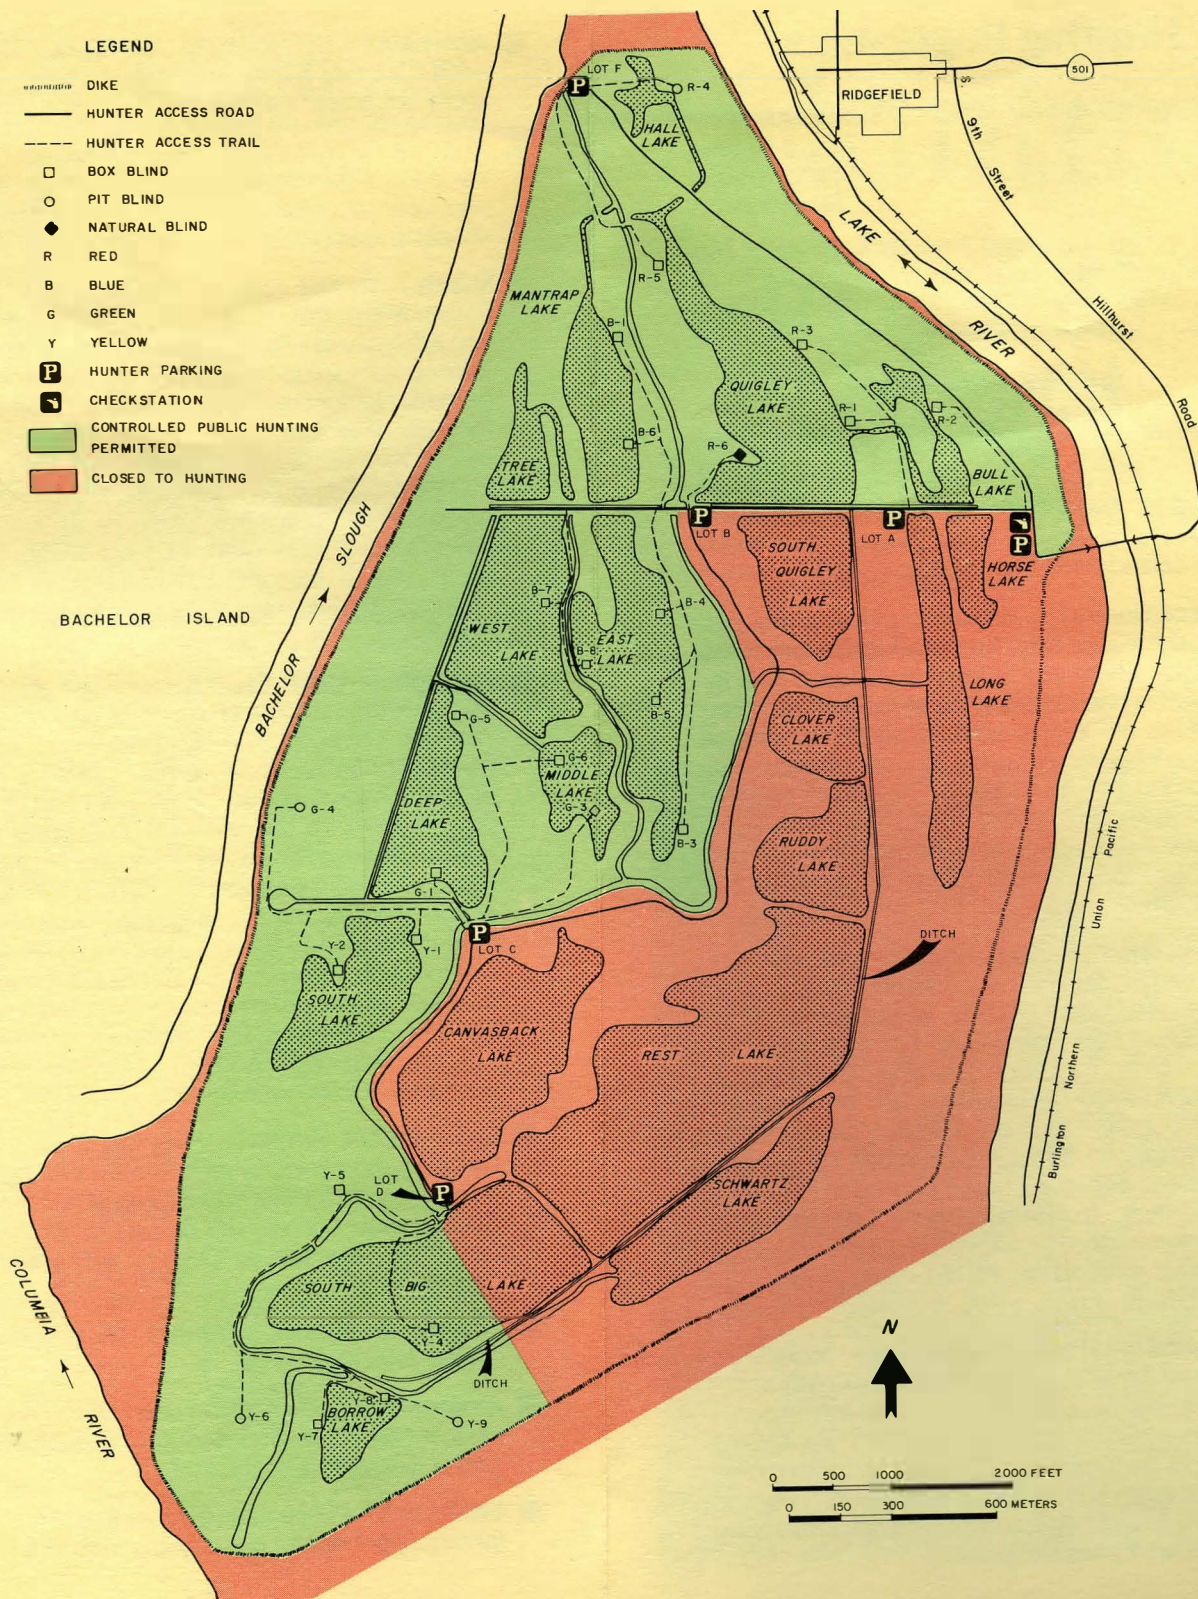 LEGEND
DIKE
HUNTER ACCESS ROAD
HUNTER ACCESS TRAIL
BOX BLIND
PIT BLIND
NATURAL BLIND
R RED
B BLUE
G GREEN
Y YELLOW
P HUNTER PARKING
CHECKSTATION
CONTROLLED PUBLIC HUNTING
PERMITTED
CLOSED TO HUNTING
LOT F
P
R-4
HALL
LAKE
501
RIDGEFIELD
S. 9th Street
Hillhurst Road
LAKE RIVER
R-5
MANTRAP
LAKE
B-1
R-3
QUIGLEY
LAKE
R-1
R-2
B-6
R-6
TREE
LAKE
BULL
LAKE
P
LOT B
P
LOT A
P
SOUTH
QUIGLEY
LAKE
HORSE
LAKE
BACHELOR SLOUGH
BACHELOR ISLAND
B-7
B-4
WEST
LAKE
EAST
LAKE
B-8
LONG
LAKE
B-5
G-5
CLOVER
LAKE
G-6
MIDDLE
LAKE
G-3
G-4
DEEP
LAKE
B-3
RUDDY
LAKE
G-1
Y-2
Y-1
P
LOT C
DITCH
SOUTH
LAKE
CANVASBACK
LAKE
REST LAKE
Burlington Northern
Union Pacific
Y-5
LOT
D
P
SCHWARTZ
LAKE
SOUTH BIG LAKE
Y-4
DITCH
COLUMBIA RIVER
Y-6
Y-7
Y-8
BORROW
LAKE
Y-9
N
0 500 1000 2000 FEET
0 150 300 600 METERS